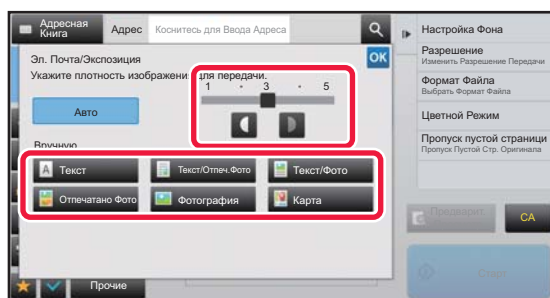 Адресная Книга
Адрес
Коснитесь для Ввода Адреса
Настройка Фона
Эл. Почта/Экспозиция
OK
Разрешение
Изменить Разрешение Передачи
Укажите плотность изображения для передачи.
1 • 3 • 5
Формат Файла
Выбрать Формат Файла
Авто
Цветной Режим
Вручную
Пропуск пустой страници
Пропуск Пустой Стр. Оригинала
Текст
Текст/Отпеч.Фото
Текст/Фото
Отпечатано Фото
Фотография
Карта
Предварит.
CA
Старт
Прочие